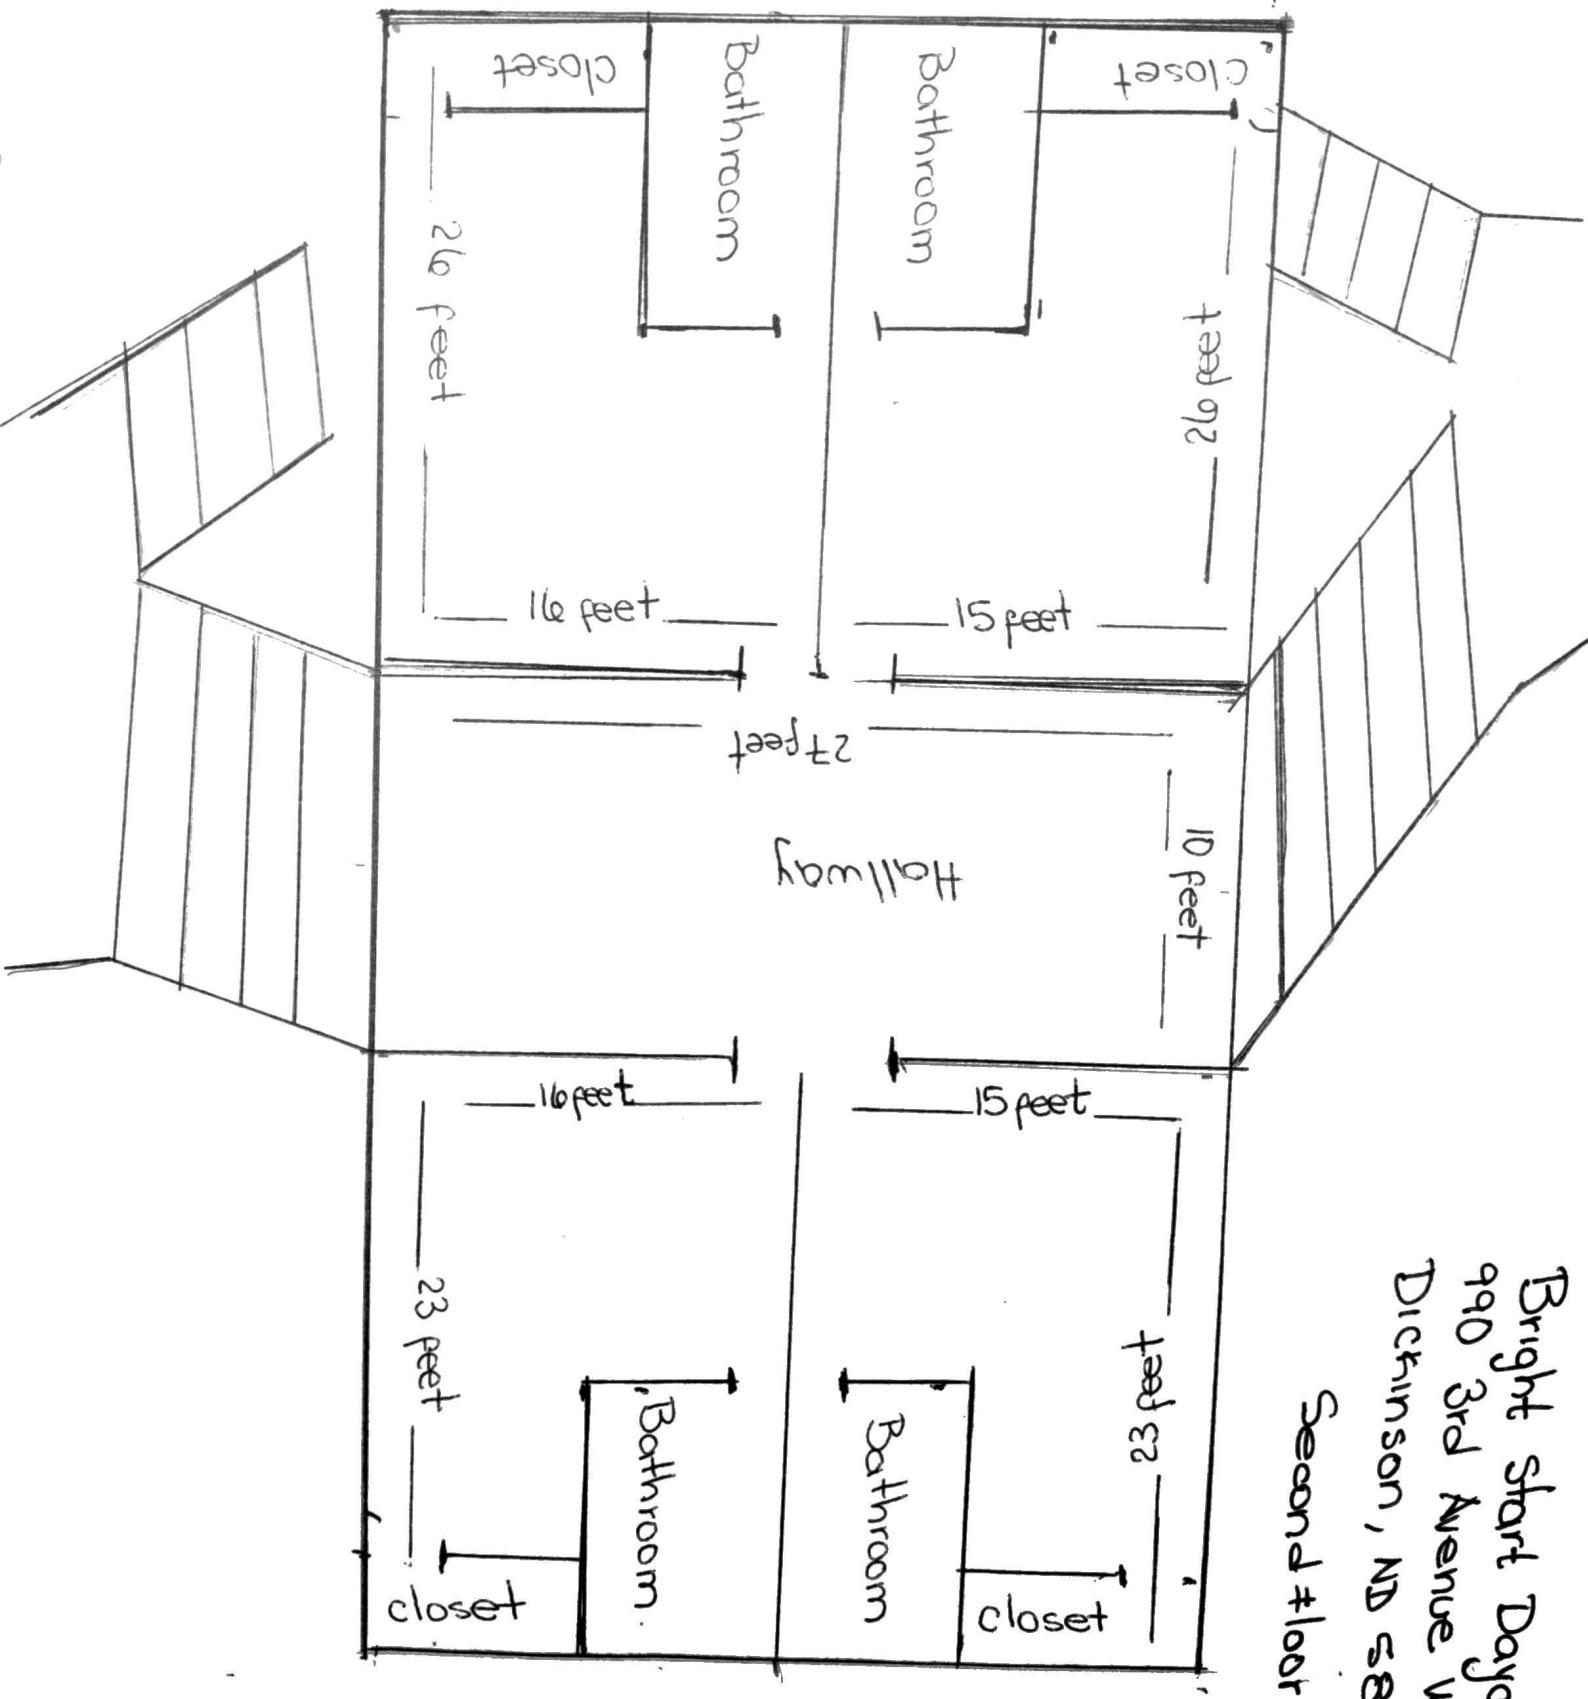 closet
Bathroom
Bathroom
closet
26 feet
26 feet
16 feet
15 feet
27 feet
Hallway
10 feet
16 feet
15 feet
23 feet
23 feet
Bathroom
Bathroom
closet
closet
Bright Start
990 3rd Avenue
Dickinson, ND
Second floor